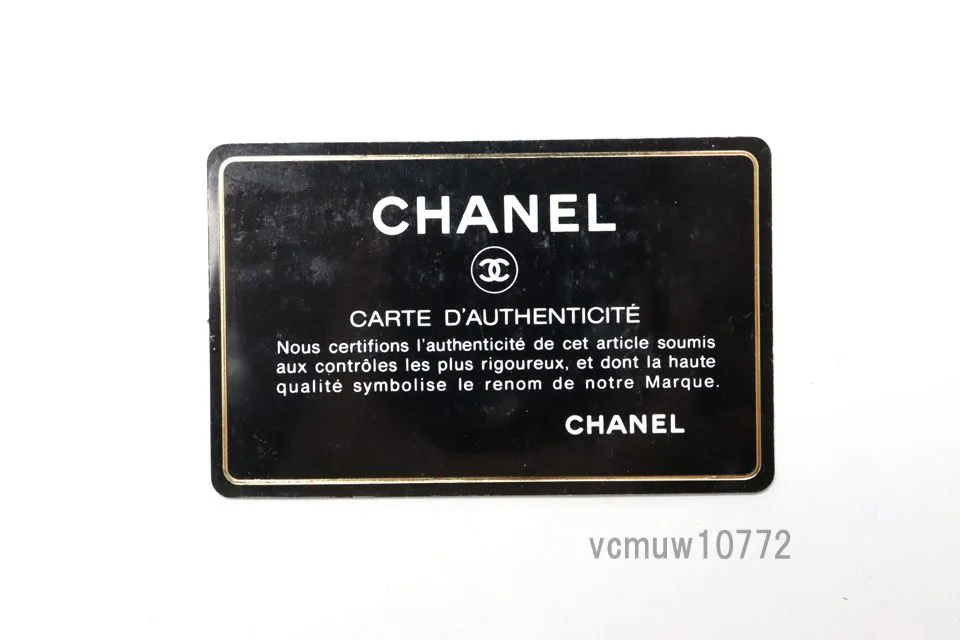 CHANEL
CARTE D'AUTHENTICITÉ
Nous certifions l'authenticité de cet article soumis
aux contrôles les plus rigoureux, et dont la haute
qualité symbolise le renom de notre Marque.
CHANEL
vcmuw10772